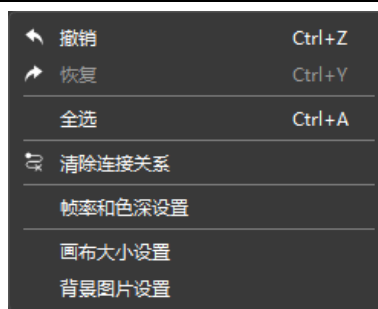 撤销 Ctrl+Z
恢复 Ctrl+Y
全选 Ctrl+A
清除连接关系
帧率和色深设置
画布大小设置
背景图片设置